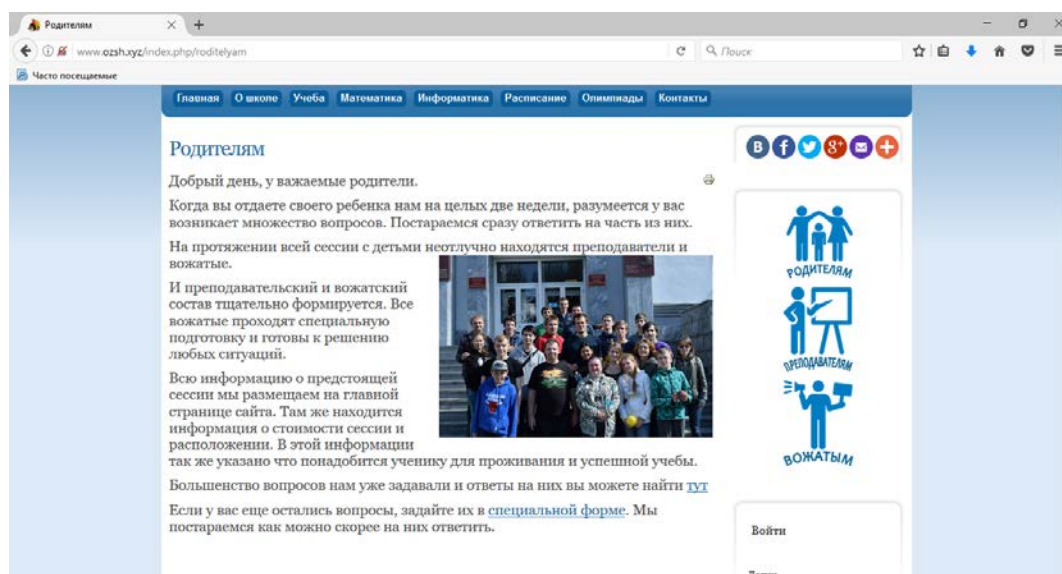 Родителям
www.ozsh.xyz/index.php/roditelyam
Поиск
Часто посещаемые
Главная О школе Учеба Математика Информатика Расписание Олимпиады Контакты
Родителям
Добрый день, у важаемые родители.
Когда вы отдаете своего ребенка нам на целых две недели, разумеется у вас
возникает множество вопросов. Постараемся сразу ответить на часть из них.
На протяжении всей сессии с детьми неотлучно находятся преподаватели и
вожатые.
И преподавательский и вожатский
состав тщательно формируется. Все
вожатые проходят специальную
подготовку и готовы к решению
любых ситуаций.
Всю информацию о предстоящей
сессии мы размещаем на главной
странице сайта. Там же находится
информация о стоимости сессии и
расположении. В этой информации
так же указано что понадобится ученику для проживания и успешной учебы.
Большенство вопросов нам уже задавали и ответы на них вы можете найти тут
Если у вас еще остались вопросы, задайте их в специальной форме. Мы
постараемся как можно скорее на них ответить.
РОДИТЕЛЯМ
ПРЕПОДАВАТЕЛЯМ
ВОЖАТЫМ
Войти